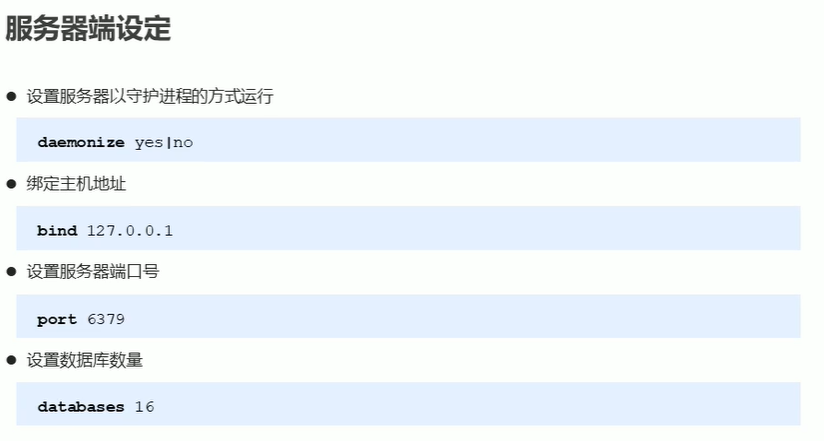 服务器端设定
● 设置服务器以守护进程的方式运行
daemonize yes|no
● 绑定主机地址
bind 127.0.0.1
● 设置服务器端口号
port 6379
● 设置数据库数量
databases 16